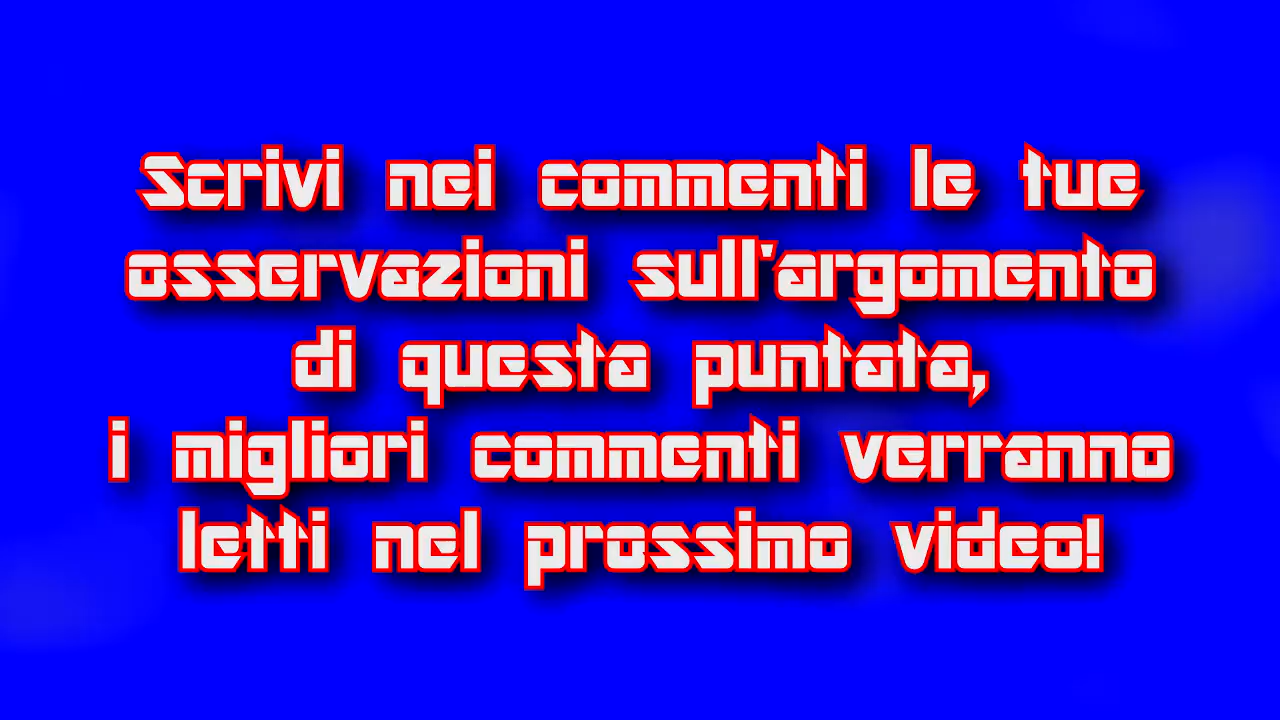 Scrivi nei commenti le tue
osservazioni sull'argomento
di questa puntata,
i migliori commenti verranno
letti nel prossimo video!